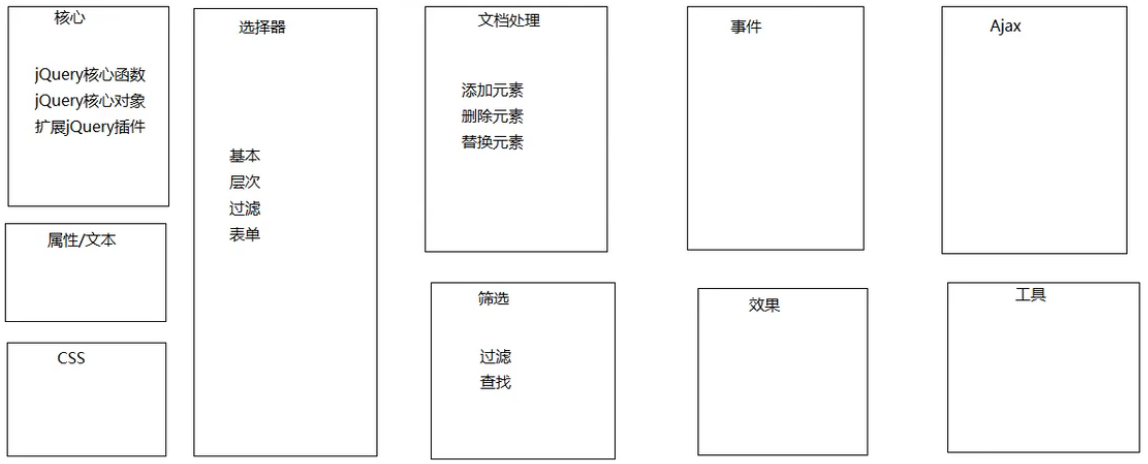 核心
jQuery核心函数
jQuery核心对象
扩展jQuery插件
属性/文本
CSS
选择器
基本
层次
过滤
表单
文档处理
添加元素
删除元素
替换元素
筛选
过滤
查找
事件
效果
Ajax
工具